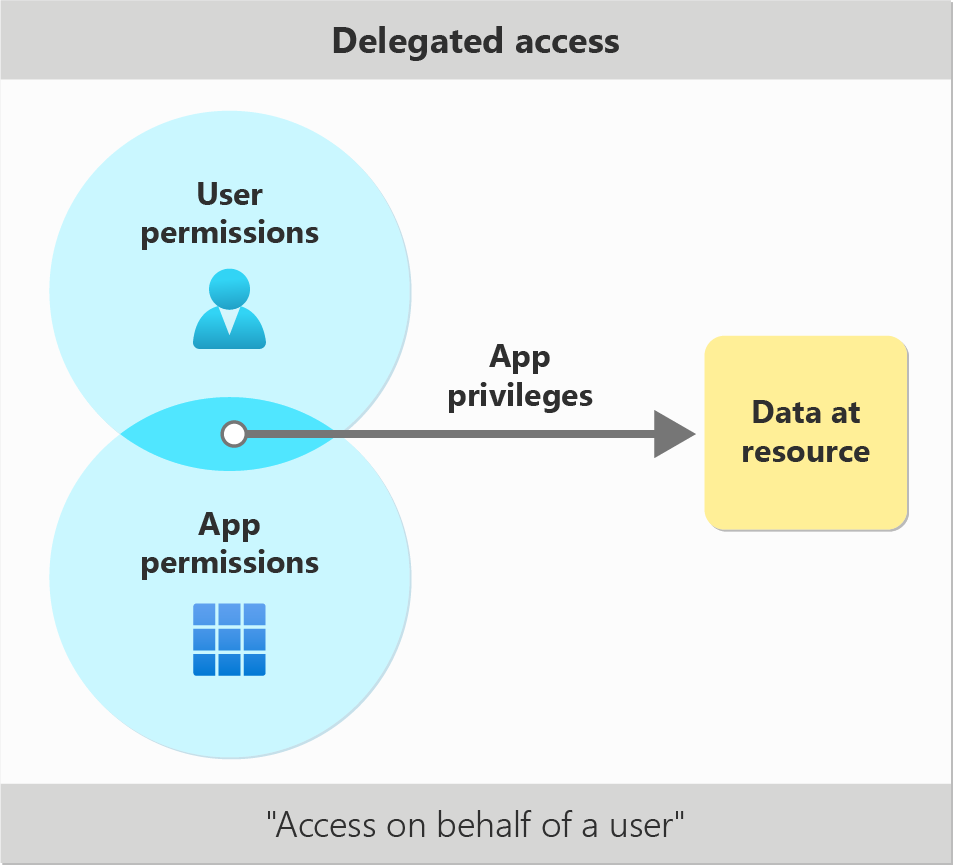 Delegated access
User
permissions
App
privileges
Data at
resource
App
permissions
"Access on behalf of a user"